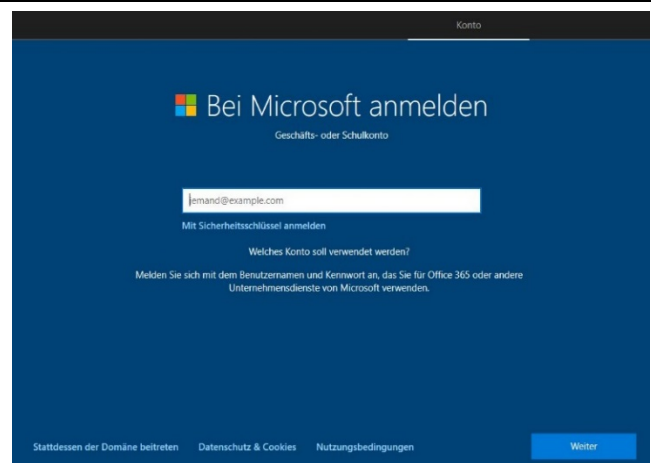 Konto
Bei Microsoft anmelden
Geschäfts- oder Schulkonto
jemand@example.com
Mit Sicherheitsschlüssel anmelden
Welches Konto soll verwendet werden?
Melden Sie sich mit dem Benutzernamen und Kennwort an, das Sie für Office 365 oder andere
Unternehmensdienste von Microsoft verwenden.
Stattdessen der Domäne beitreten Datenschutz & Cookies Nutzungsbedingungen Weiter